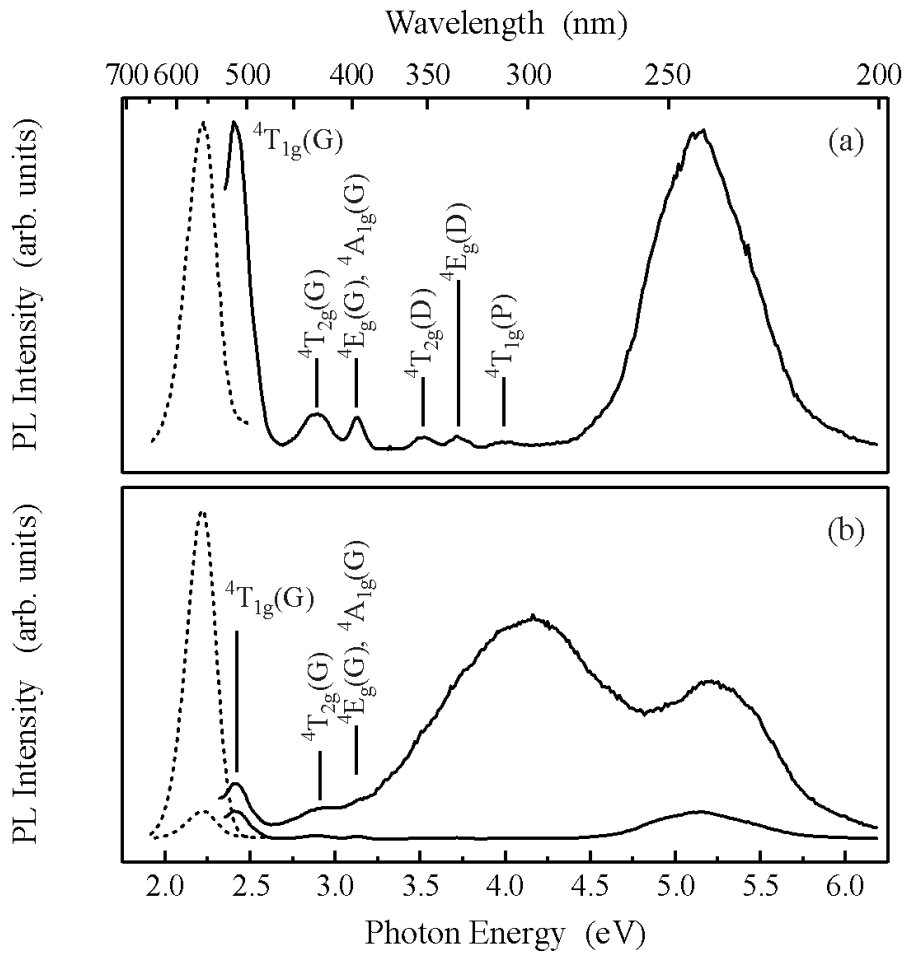 Wavelength (nm)
700 600 500 400 350 300 250 200
PL Intensity (arb. units)
(a)
⁴T₁g(G)
⁴T₂g(G)
⁴Eg(G), ⁴A₁g(G)
⁴T₂g(D)
⁴Eg(D)
⁴T₁g(P)
PL Intensity (arb. units)
(b)
⁴T₁g(G)
⁴T₂g(G)
⁴Eg(G), ⁴A₁g(G)
2.0 2.5 3.0 3.5 4.0 4.5 5.0 5.5 6.0
Photon Energy (eV)